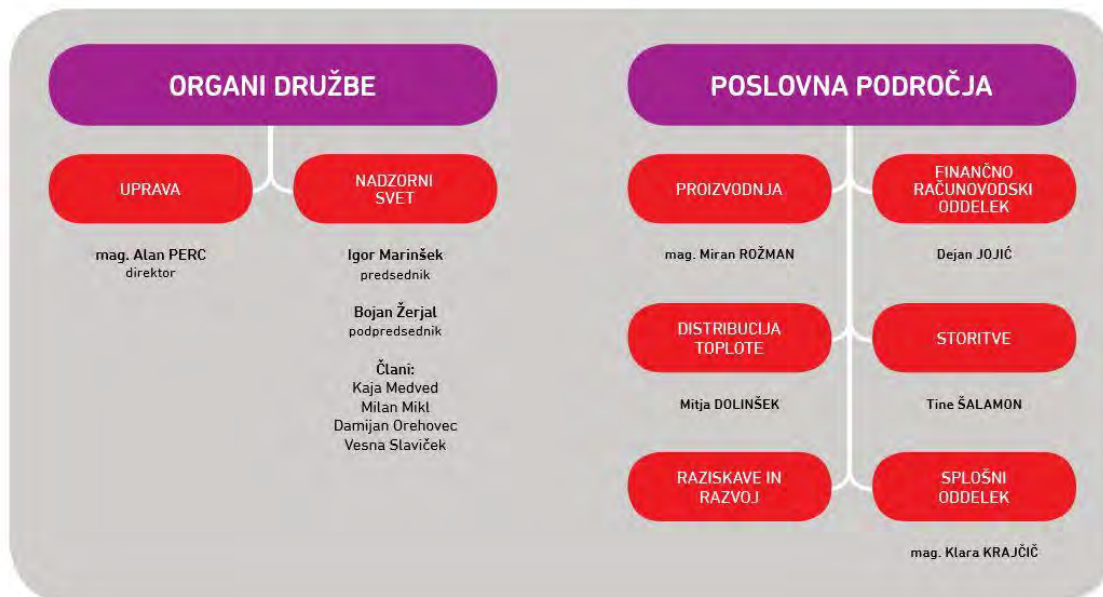 ORGANI DRUŽBE
UPRAVA
mag. Alan PERC
direktor
NADZORNI
SVET
Igor Marinšek
predsednik
Bojan Žerjal
podpredsednik
Člani:
Kaja Medved
Milan Mikl
Damijan Orehovec
Vesna Slaviček
POSLOVNA PODROČJA
PROIZVODNJA
mag. Miran ROŽMAN
FINANČNO
RAČUNOVODSKI
ODDELEK
Dejan JOJIĆ
DISTRIBUCIJA
TOPLOTE
Mitja DOLINŠEK
STORITVE
Tine ŠALAMON
RAZISKAVE IN
RAZVOJ
SPLOŠNI
ODDELEK
mag. Klara KRAJČIČ